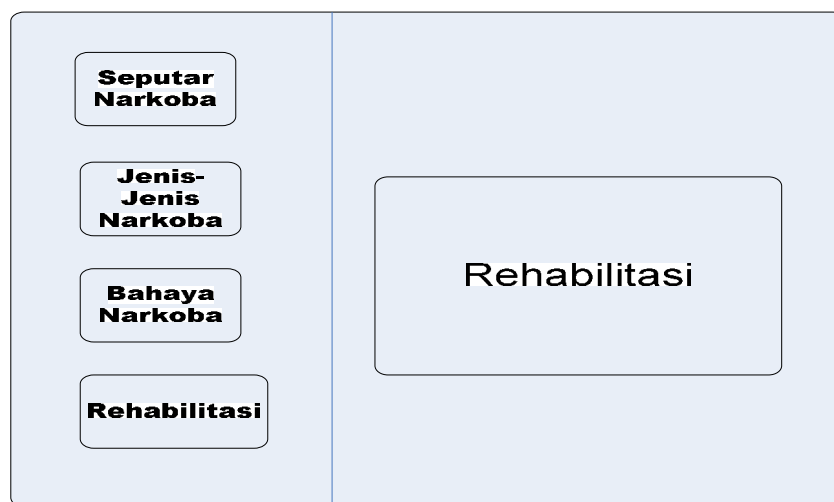 Seputar
Narkoba
Jenis-
Jenis
Narkoba
Bahaya
Narkoba
Rehabilitasi
Rehabilitasi